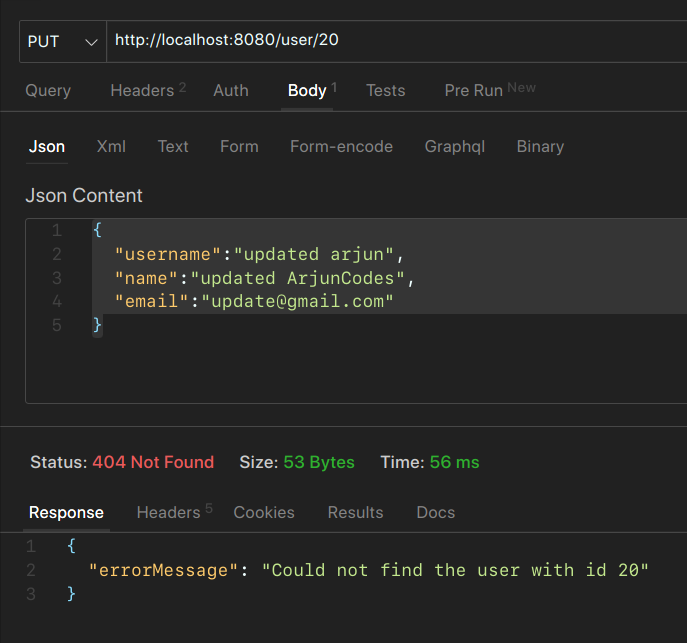 PUT http://localhost:8080/user/20
Query Headers 2 Auth Body 1 Tests Pre Run New
Json Xml Text Form Form-encode Graphql Binary
Json Content
1 {
2 "username":"updated arjun",
3 "name":"updated ArjunCodes",
4 "email":"update@gmail.com"
5 }
Status: 404 Not Found Size: 53 Bytes Time: 56 ms
Response Headers 5 Cookies Results Docs
1 {
2 "errorMessage": "Could not find the user with id 20"
3 }